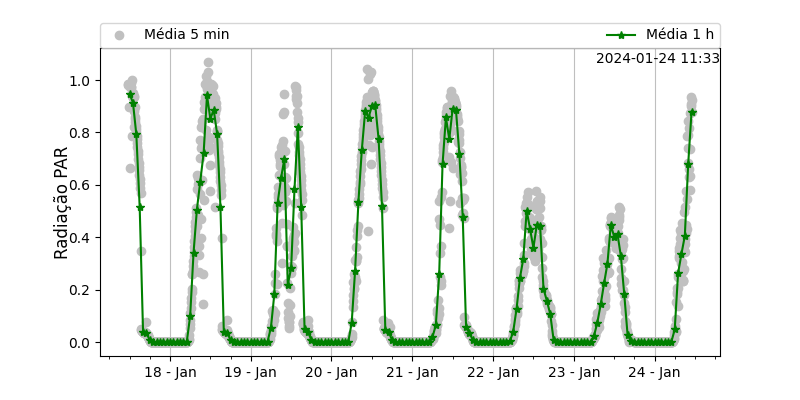 Média 5 min
Média 1 h
2024-01-24 11:33
Radiação PAR
1.0
0.8
0.6
0.4
0.2
0.0
18 - Jan
19 - Jan
20 - Jan
21 - Jan
22 - Jan
23 - Jan
24 - Jan